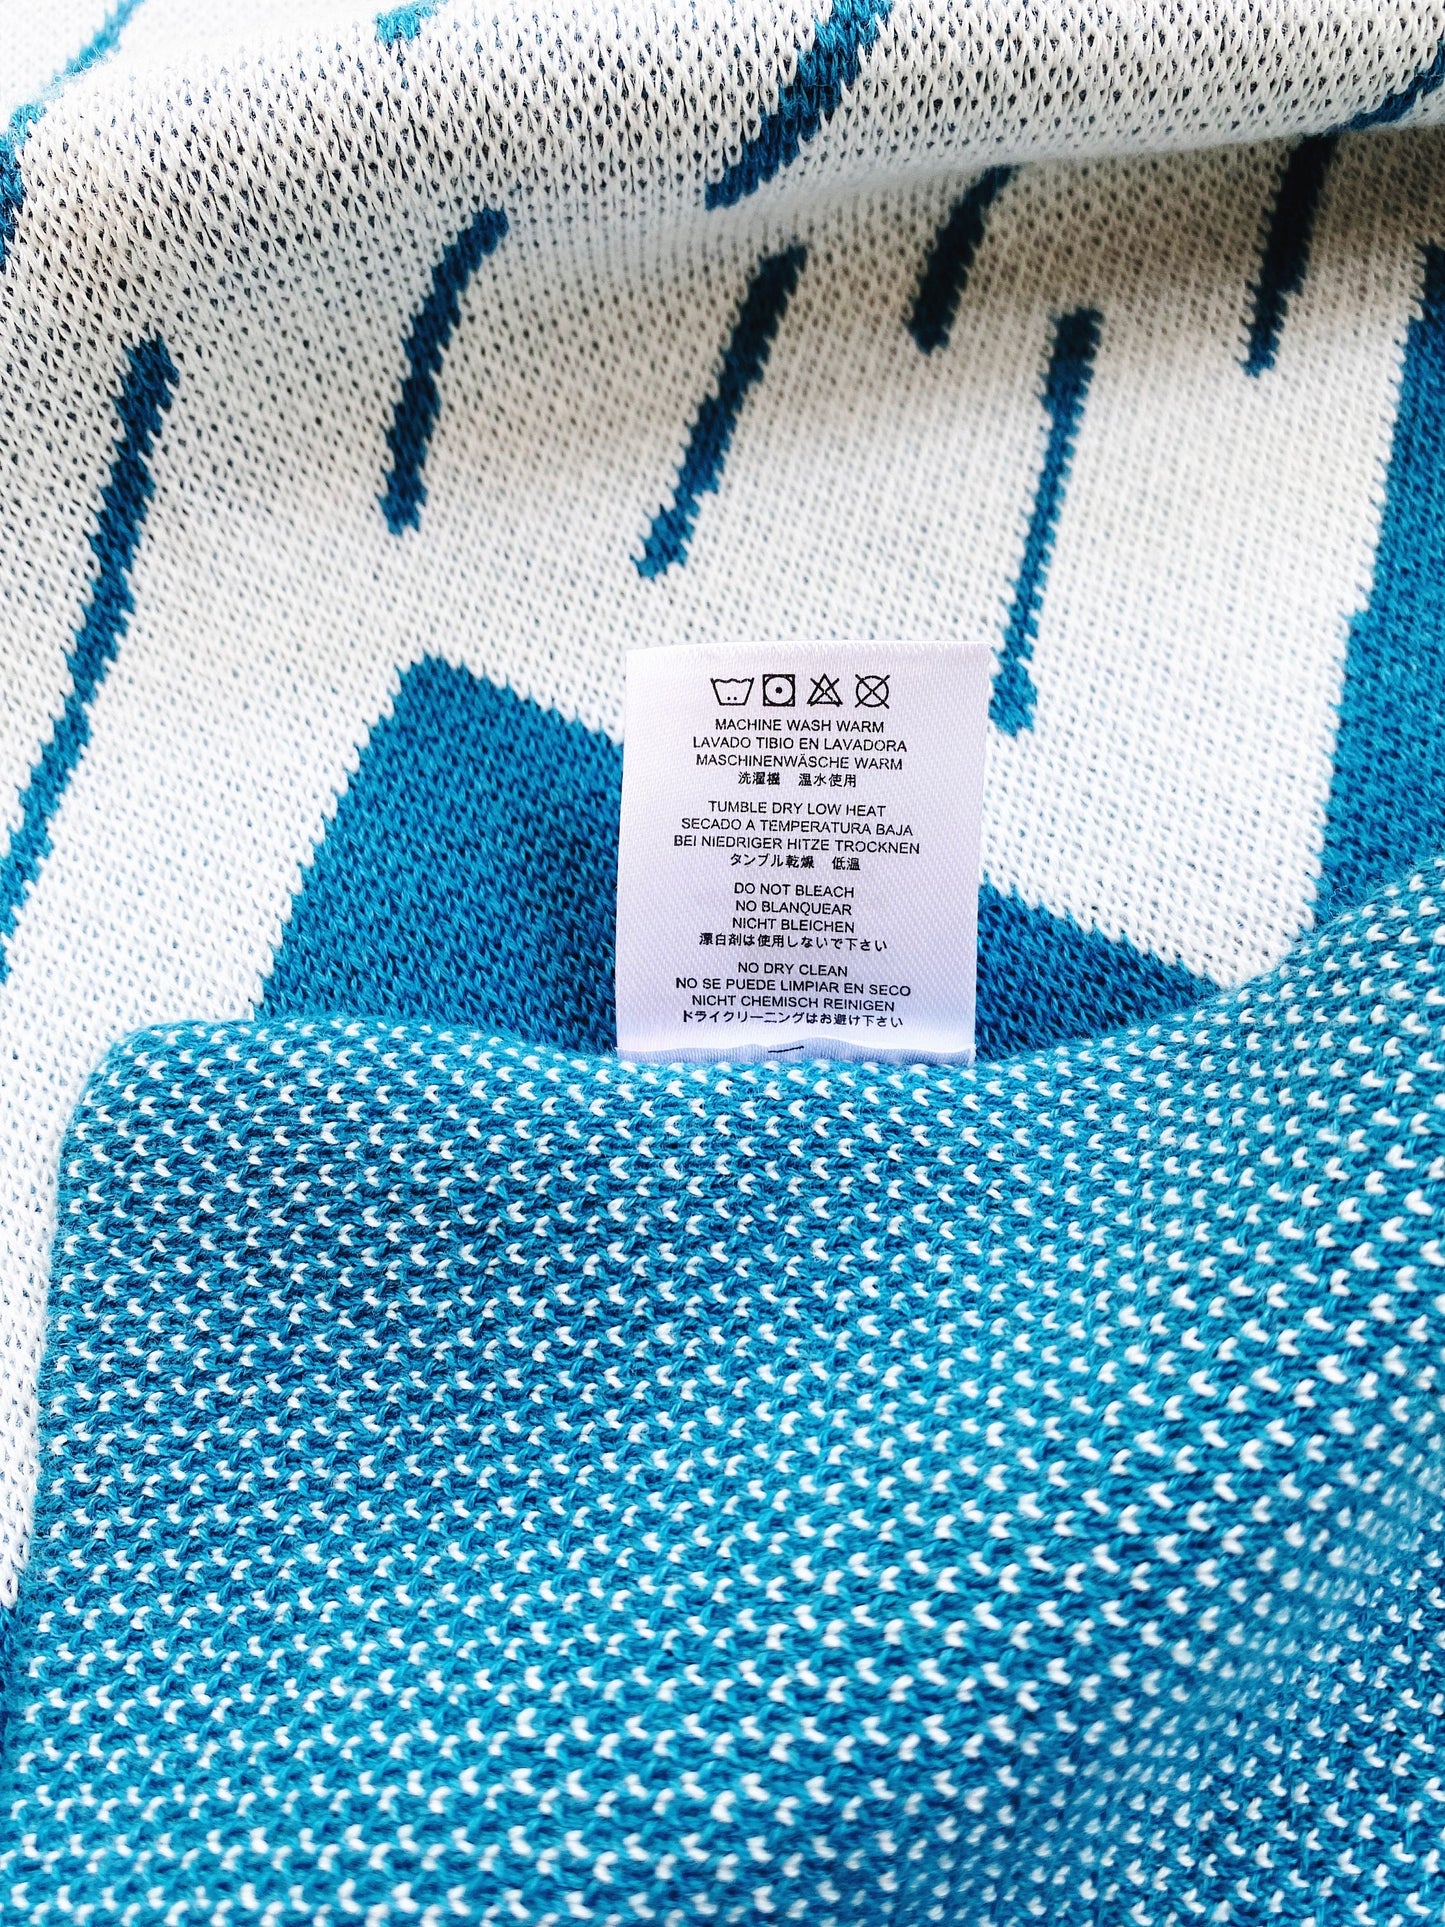 MACHINE WASH WARM
LAVADO TIBIO EN LAVADORA
MASCHINENWÄSCHE WARM
洗濯機　温水使用
TUMBLE DRY LOW HEAT
SECADO A TEMPERATURA BAJA
BEI NIEDRIGER HITZE TROCKNEN
タンブル乾燥　低温
DO NOT BLEACH
NO BLANQUEAR
NICHT BLEICHEN
漂白剤は使用しないで下さい
NO DRY CLEAN
NO SE PUEDE LIMPIAR EN SECO
NICHT CHEMISCH REINIGEN
ドライクリーニングはお避け下さい